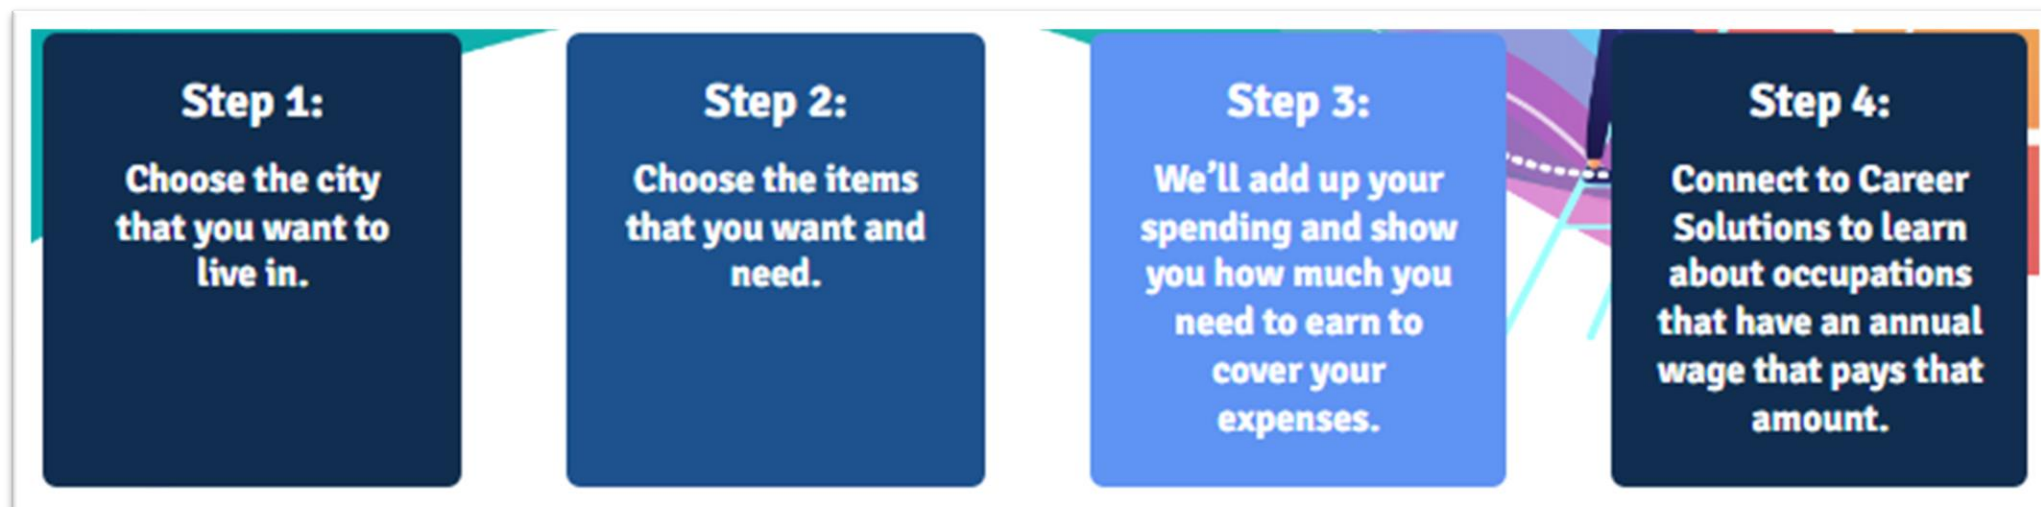 Step 1:
Choose the city
that you want to
live in.
Step 2:
Choose the items
that you want and
need.
Step 3:
We’ll add up your
spending and show
you how much you
need to earn to
cover your
expenses.
Step 4:
Connect to Career
Solutions to learn
about occupations
that have an annual
wage that pays that
amount.